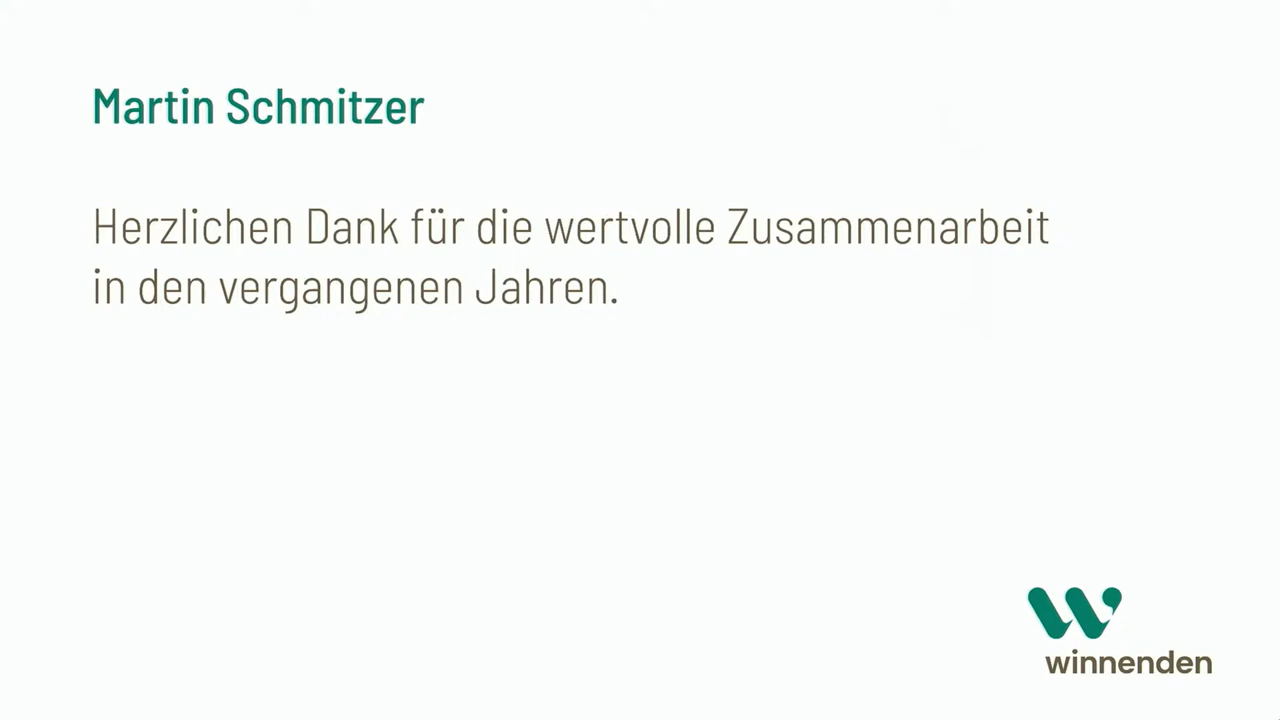 Martin Schmitzer
Herzlichen Dank für die wertvolle Zusammenarbeit
in den vergangenen Jahren.
winnenden